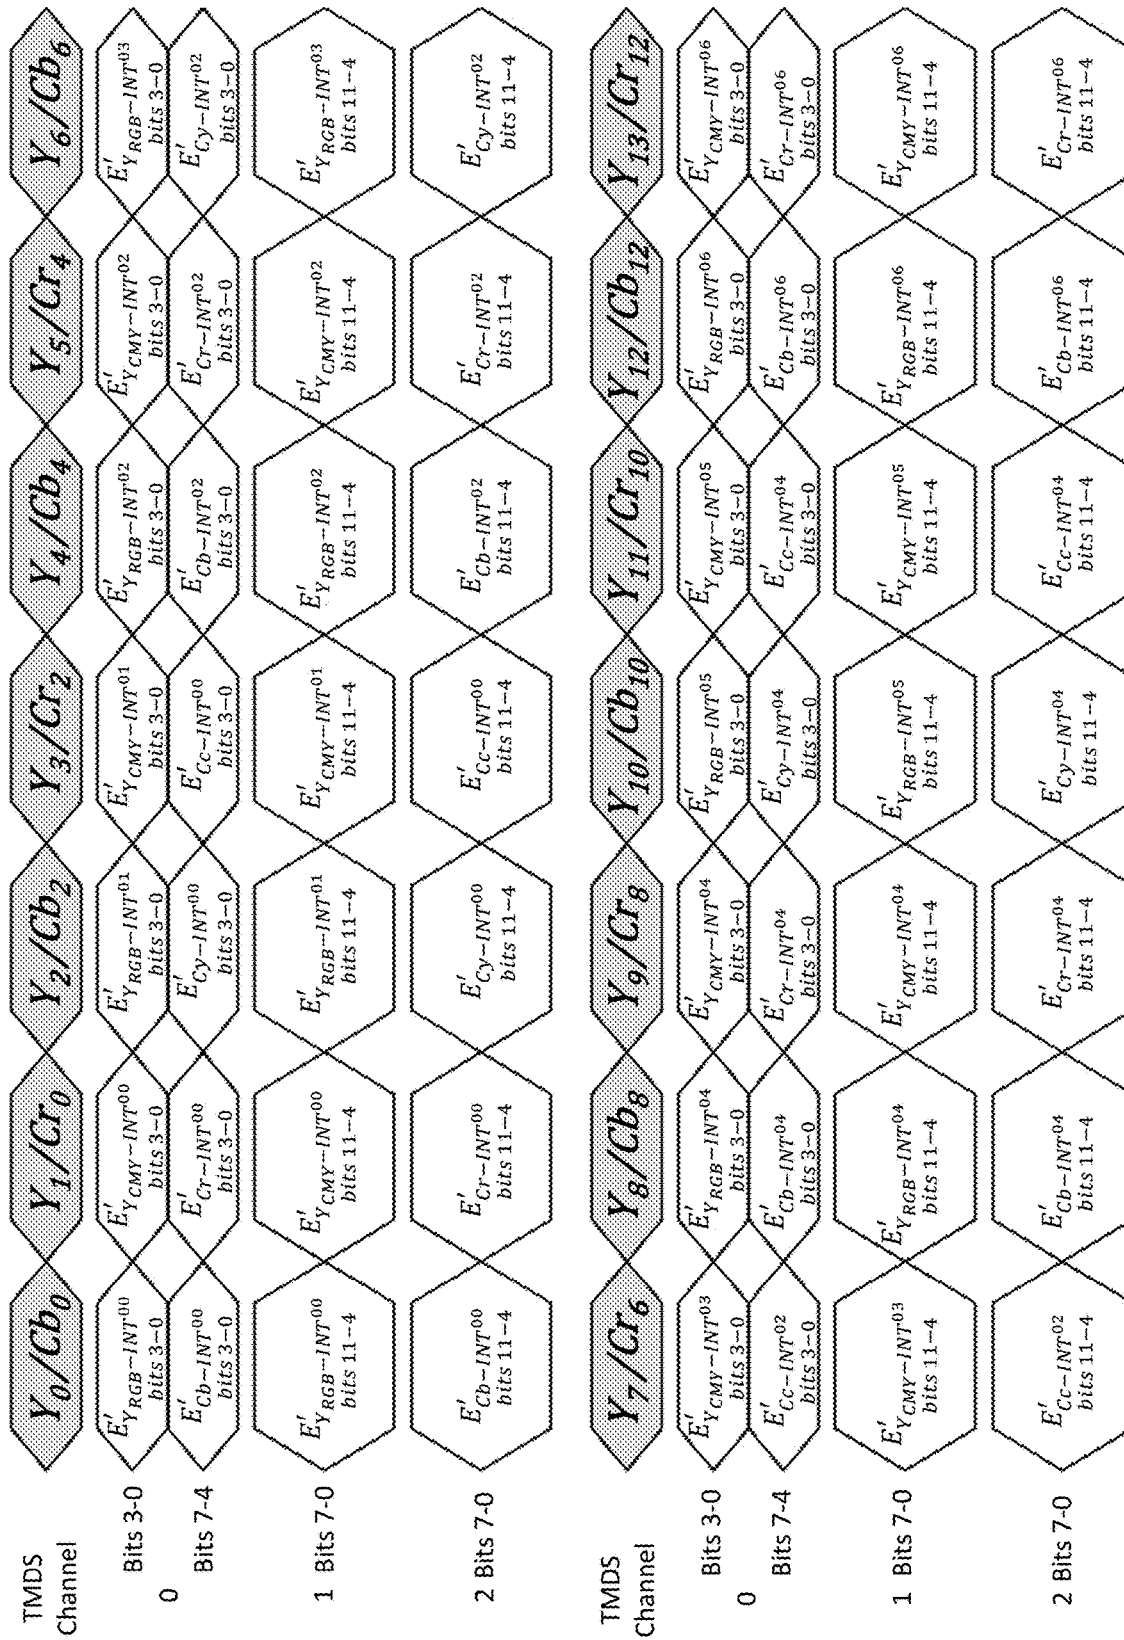 TMDS
Channel
Y0/Cb0
Y1/Cr0
Y2/Cb2
Y3/Cr2
Y4/Cb4
Y5/Cr4
Y6/Cb6
0
Bits 3-0
E′YRGB−INT00
bits 3−0
E′YCMY−INT00
bits 3−0
E′YRGB−INT01
bits 3−0
E′YCMY−INT01
bits 3−0
E′YRGB−INT02
bits 3−0
E′YCMY−INT02
bits 3−0
E′YRGB−INT03
bits 3−0
Bits 7-4
E′Cb−INT00
bits 3−0
E′Cr−INT00
bits 3−0
E′Cy−INT00
bits 3−0
E′Cc−INT00
bits 3−0
E′Cb−INT02
bits 3−0
E′Cr−INT02
bits 3−0
E′Cy−INT02
bits 3−0
1 Bits 7-0
E′YRGB−INT00
bits 11−4
E′YCMY−INT00
bits 11−4
E′YRGB−INT01
bits 11−4
E′YCMY−INT01
bits 11−4
E′YRGB−INT02
bits 11−4
E′YCMY−INT02
bits 11−4
E′YRGB−INT03
bits 11−4
2 Bits 7-0
E′Cb−INT00
bits 11−4
E′Cr−INT00
bits 11−4
E′Cy−INT00
bits 11−4
E′Cc−INT00
bits 11−4
E′Cb−INT02
bits 11−4
E′Cr−INT02
bits 11−4
E′Cy−INT02
bits 11−4
TMDS
Channel
Y7/Cr6
Y8/Cb8
Y9/Cr8
Y10/Cb10
Y11/Cr10
Y12/Cb12
Y13/Cr12
0
Bits 3-0
E′YCMY−INT03
bits 3−0
E′YRGB−INT04
bits 3−0
E′YCMY−INT04
bits 3−0
E′YRGB−INT05
bits 3−0
E′YCMY−INT05
bits 3−0
E′YRGB−INT06
bits 3−0
E′YCMY−INT06
bits 3−0
Bits 7-4
E′Cc−INT02
bits 3−0
E′Cb−INT04
bits 3−0
E′Cr−INT04
bits 3−0
E′Cy−INT04
bits 3−0
E′Cc−INT04
bits 3−0
E′Cb−INT06
bits 3−0
E′Cr−INT06
bits 3−0
1 Bits 7-0
E′YCMY−INT03
bits 11−4
E′YRGB−INT04
bits 11−4
E′YCMY−INT04
bits 11−4
E′YRGB−INT05
bits 11−4
E′YCMY−INT05
bits 11−4
E′YRGB−INT06
bits 11−4
E′YCMY−INT06
bits 11−4
2 Bits 7-0
E′Cc−INT02
bits 11−4
E′Cb−INT04
bits 11−4
E′Cr−INT04
bits 11−4
E′Cy−INT04
bits 11−4
E′Cc−INT04
bits 11−4
E′Cb−INT06
bits 11−4
E′Cr−INT06
bits 11−4